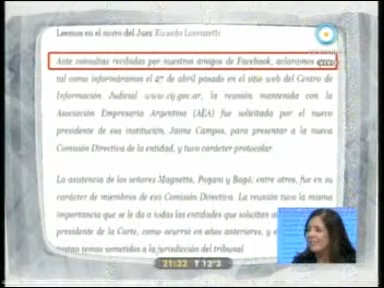 Leemos en el muro del Juez Ricardo Lorenzetti:
Ante consultas recibidas por nuestros amigos de Facebook, aclaramos
tal como informáramos el 27 de abril pasado en el sitio web del Centro de
Información Judicial www.cij.gov.ar, la reunión mantenida con la
Asociación Empresaria Argentina (AEA) fue solicitada por el nuevo
presidente de esa institución, Jaime Campos, para presentar a la nueva
Comisión Directiva de la entidad, y tuvo carácter protocolar.
La asistencia de los señores Magnetto, Pagani y Bagó, entre otros, fue en su
carácter de miembros de esa Comisión Directiva. La reunión tuvo la misma
importancia que se le da a todas las entidades que solicitan
presidente de la Corte, como ocurrió en años anteriores, y
tratan temas sometidos a la jurisdicción del tribunal.
21:32 T 12°3